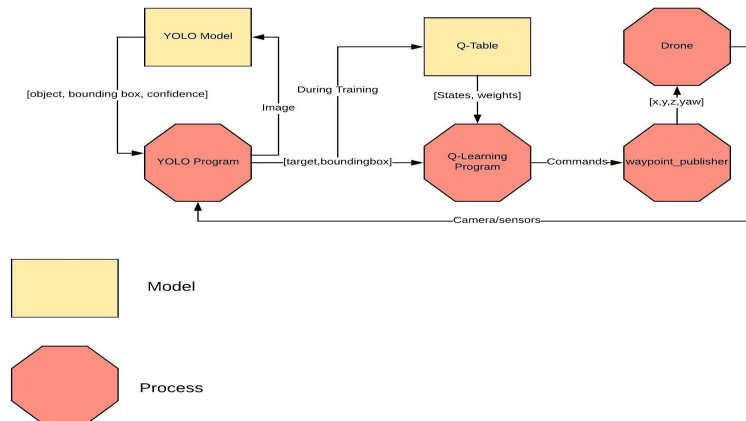 YOLO Model
Q-Table
Drone
[object, bounding box, confidence]
During Training
Image
[States, weights]
[x,y,z,yaw]
YOLO Program
[target,boundingbox]
Q-Learning
Program
Commands
waypoint_publisher
Camera/sensors
Model
Process